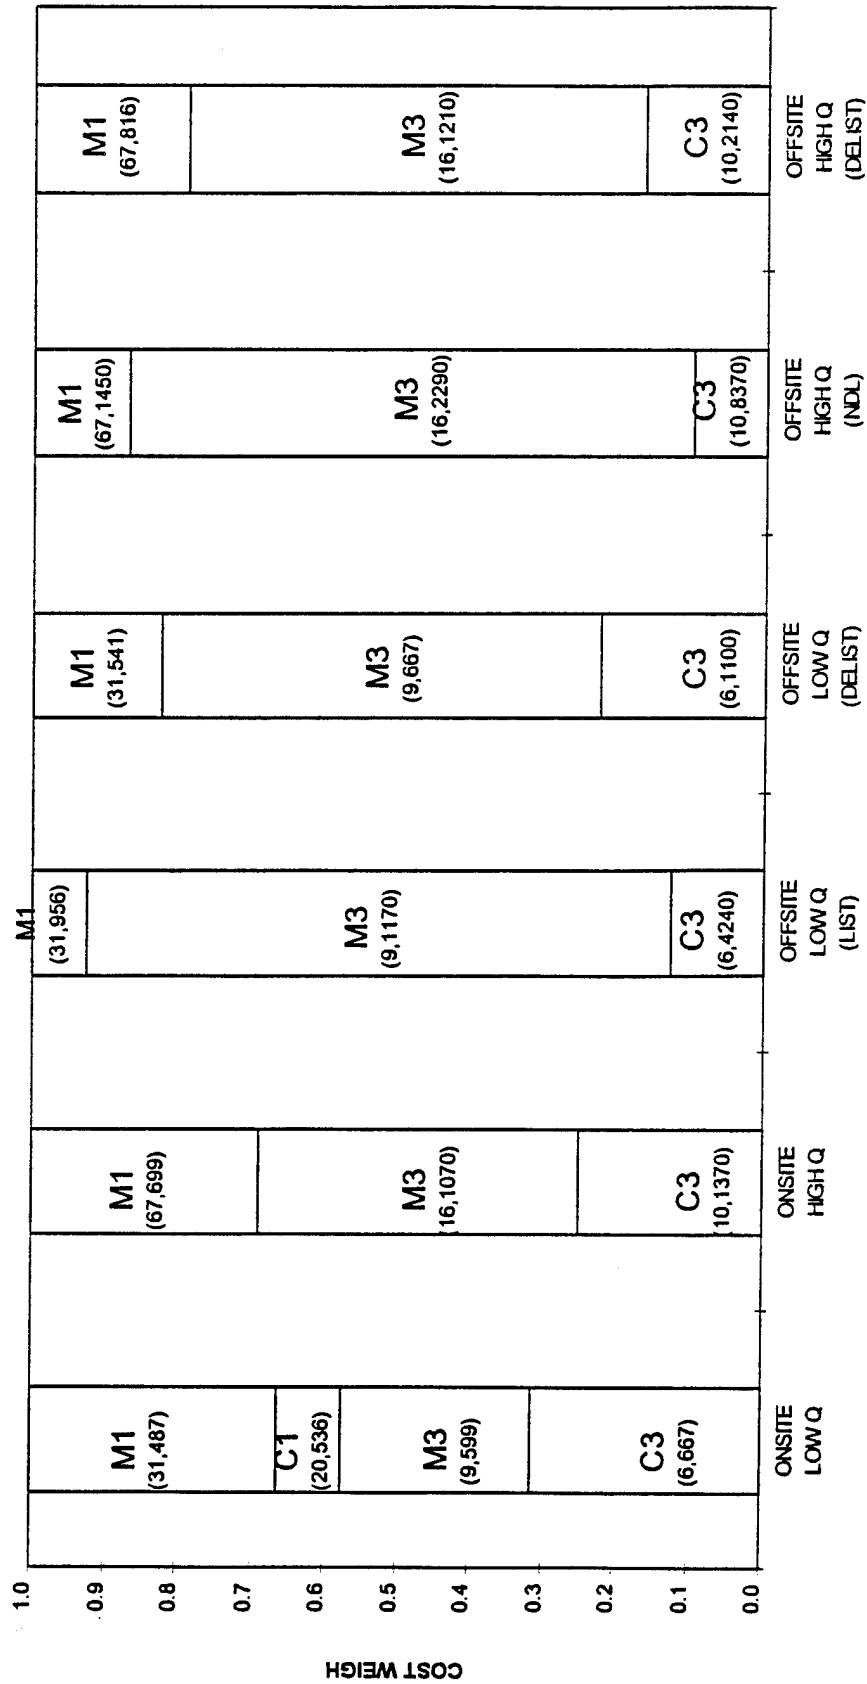 COST WEIGH
1.0
0.9
0.8
0.7
0.6
0.5
0.4
0.3
0.2
0.1
0.0
M1
(31,487)
C1
(20,536)
M3
(9,599)
C3
(6,667)
ONSITE
LOW Q
M1
(67,699)
M3
(16,1070)
C3
(10,1370)
ONSITE
HIGH Q
M1
(31,956)
M3
(9,1170)
C3
(6,4240)
OFFSITE
LOW Q
(LIST)
M1
(31,541)
M3
(9,667)
C3
(6,1100)
OFFSITE
LOW Q
(DELIST)
M1
(67,1450)
M3
(16,2290)
C3
(10,8370)
OFFSITE
HIGH Q
(NDL)
M1
(67,816)
M3
(16,1210)
C3
(10,2140)
OFFSITE
HIGH Q
(DELIST)